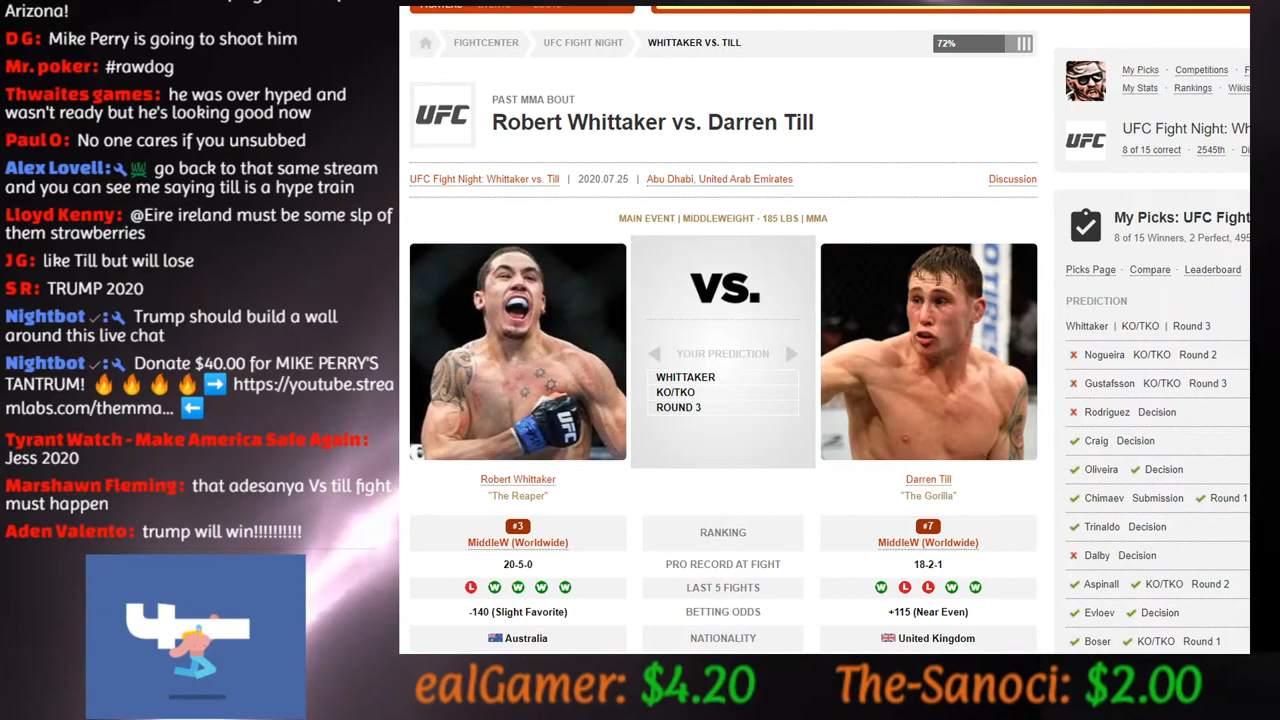 Arizona!
D G: Mike Perry is going to shoot him
Mr. poker: #rawdog
Thwaites games: he was over hyped and
wasn't ready but he's looking good now
Paul O: No one cares if you unsubbed
Alex Lovell: go back to that same stream
and you can see me saying till is a hype train
Lloyd Kenny: @Eire ireland must be some slp of
them strawberries
J G: like Till but will lose
S R: TRUMP 2020
Nightbot ✓: Trump should build a wall
around this live chat
Nightbot ✓: Donate $40.00 for MIKE PERRY'S
TANTRUM! 🔥 🔥 🔥 🔥 ➡️ https://youtube.strea
mlabs.com/themma... ⬅️
Tyrant Watch - Make America Safe Again:
Jess 2020
Marshawn Fleming: that adesanya Vs till fight
must happen
Aden Valento: trump will win!!!!!!!!!!
FIGHTCENTER
UFC FIGHT NIGHT
WHITTAKER VS. TILL
72%
UFC
PAST MMA BOUT
Robert Whittaker vs. Darren Till
UFC Fight Night: Whittaker vs. Till | 2020.07.25 | Abu Dhabi, United Arab Emirates
Discussion
MAIN EVENT | MIDDLEWEIGHT · 185 LBS | MMA
VS.
YOUR PREDICTION
WHITTAKER
KO/TKO
ROUND 3
UFC
Robert Whittaker
"The Reaper"
Darren Till
"The Gorilla"
#3 RANKING #7
MiddleW (Worldwide) MiddleW (Worldwide)
20-5-0 PRO RECORD AT FIGHT 18-2-1
L W W W W LAST 5 FIGHTS W L L W W
-140 (Slight Favorite) BETTING ODDS +115 (Near Even)
Australia NATIONALITY United Kingdom
My Picks · Competitions · F
My Stats · Rankings · Wikis
UFC
UFC Fight Night: Wh
8 of 15 correct · 2545th · Di
My Picks: UFC Fight
8 of 15 Winners, 2 Perfect, 495
Picks Page · Compare · Leaderboard
PREDICTION
Whittaker | KO/TKO | Round 3
Nogueira KO/TKO Round 2
Gustafsson KO/TKO Round 3
Rodriguez Decision
Craig Decision
Oliveira Decision
Chimaev Submission Round 1
Trinaldo Decision
Dalby Decision
Aspinall KO/TKO Round 2
Evloev Decision
Boser KO/TKO Round 1
ealGamer: $4.20 The-Sanoci: $2.00